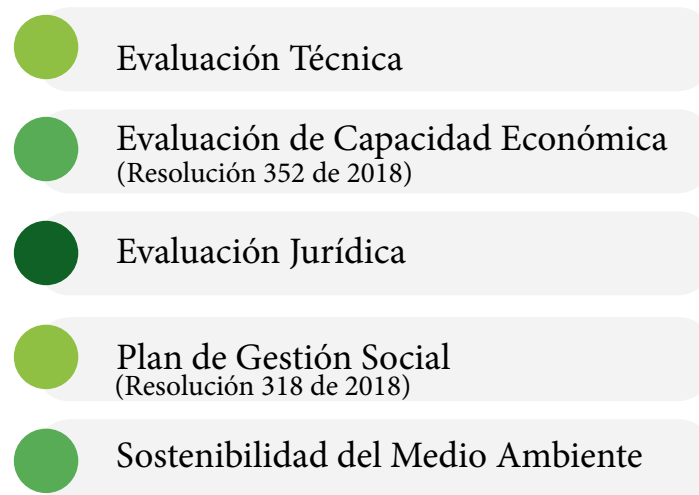 Evaluación Técnica
Evaluación de Capacidad Económica
(Resolución 352 de 2018)
Evaluación Jurídica
Plan de Gestión Social
(Resolución 318 de 2018)
Sostenibilidad del Medio Ambiente